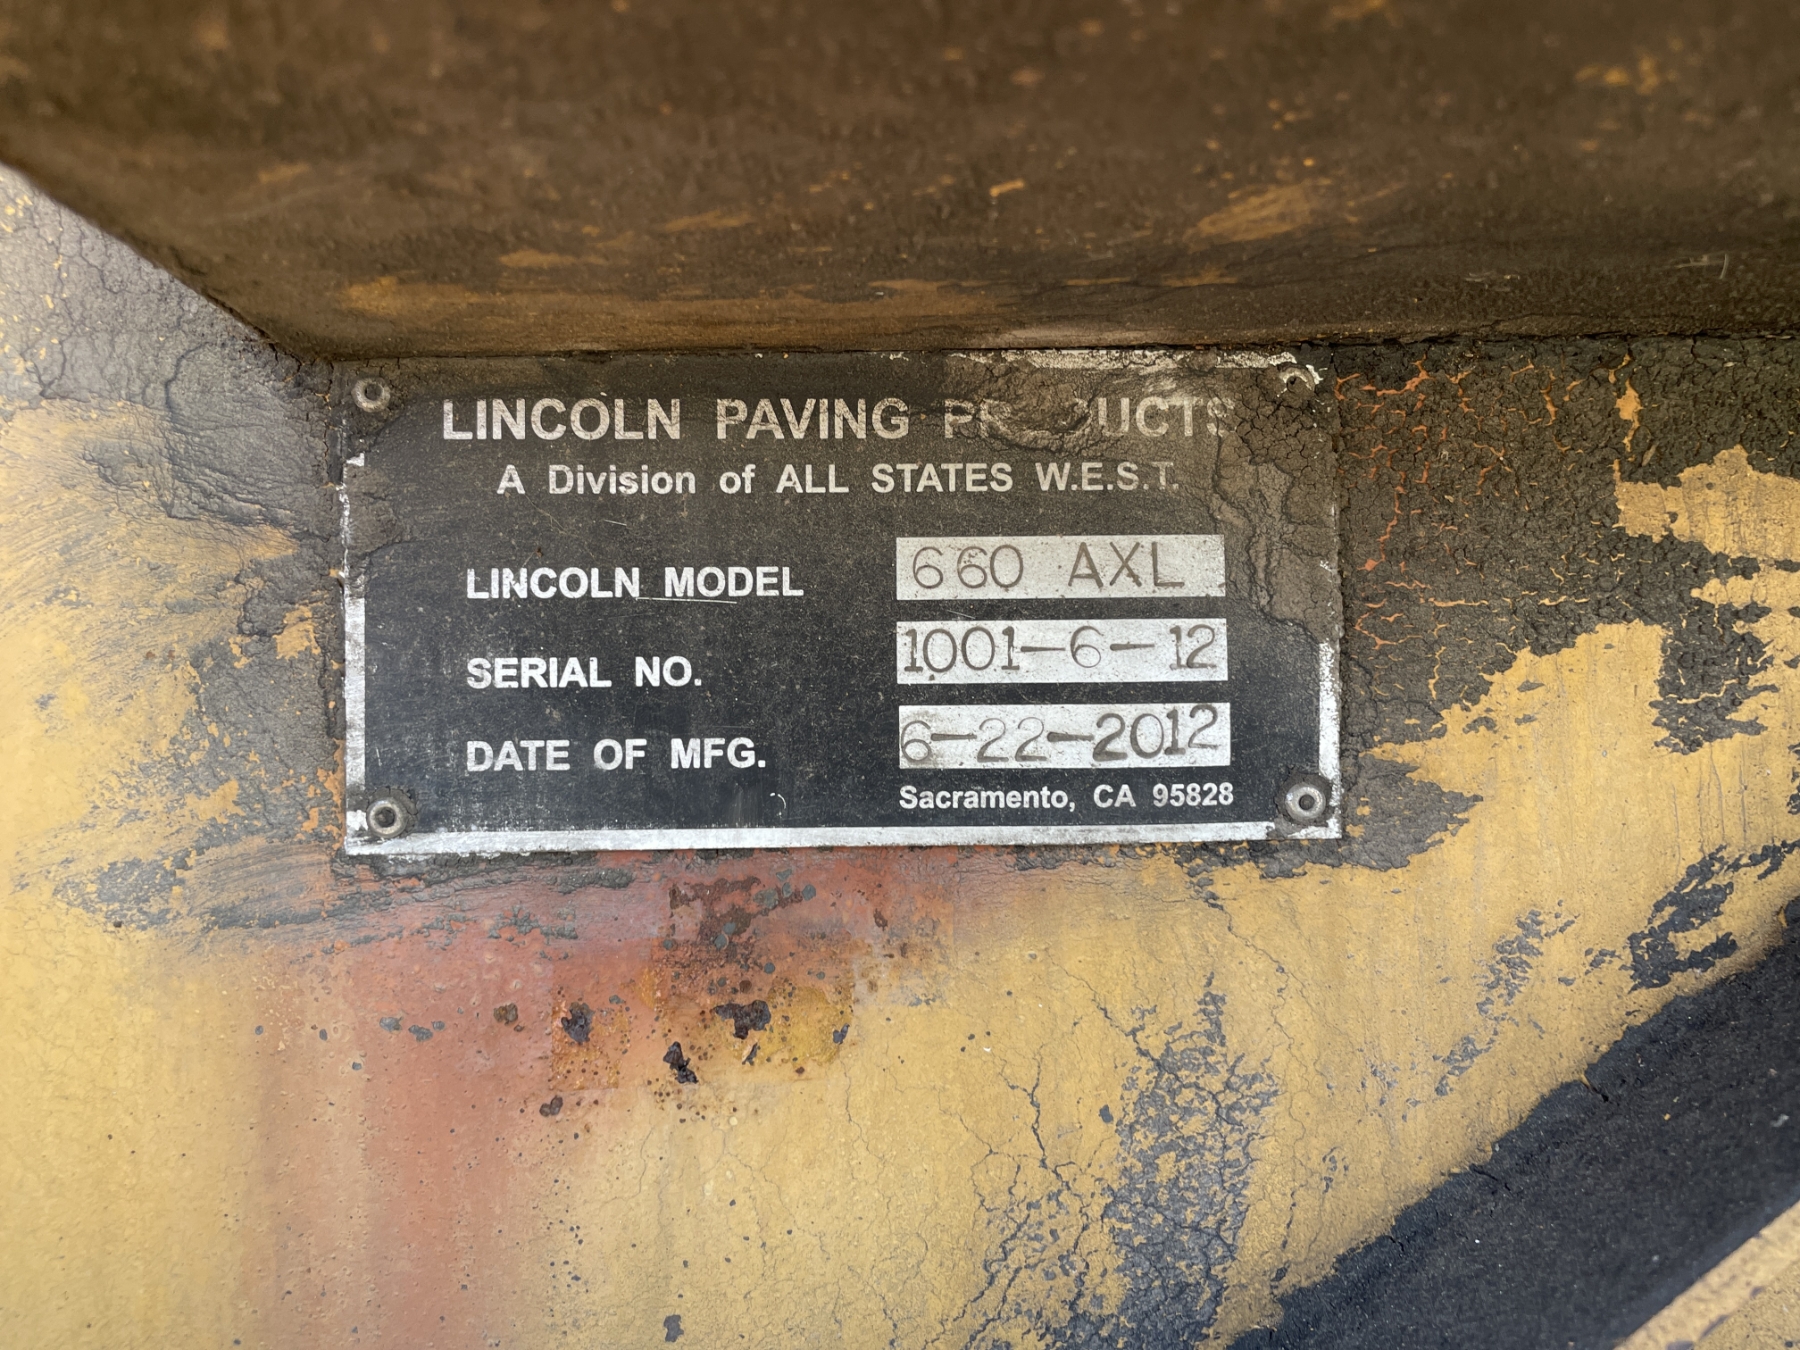 LINCOLN PAVING PRODUCTS
A Division of ALL STATES W.E.S.T.
LINCOLN MODEL 660 AXL
SERIAL NO. 1001-6-12
DATE OF MFG. 6-22-2012
Sacramento, CA 95828